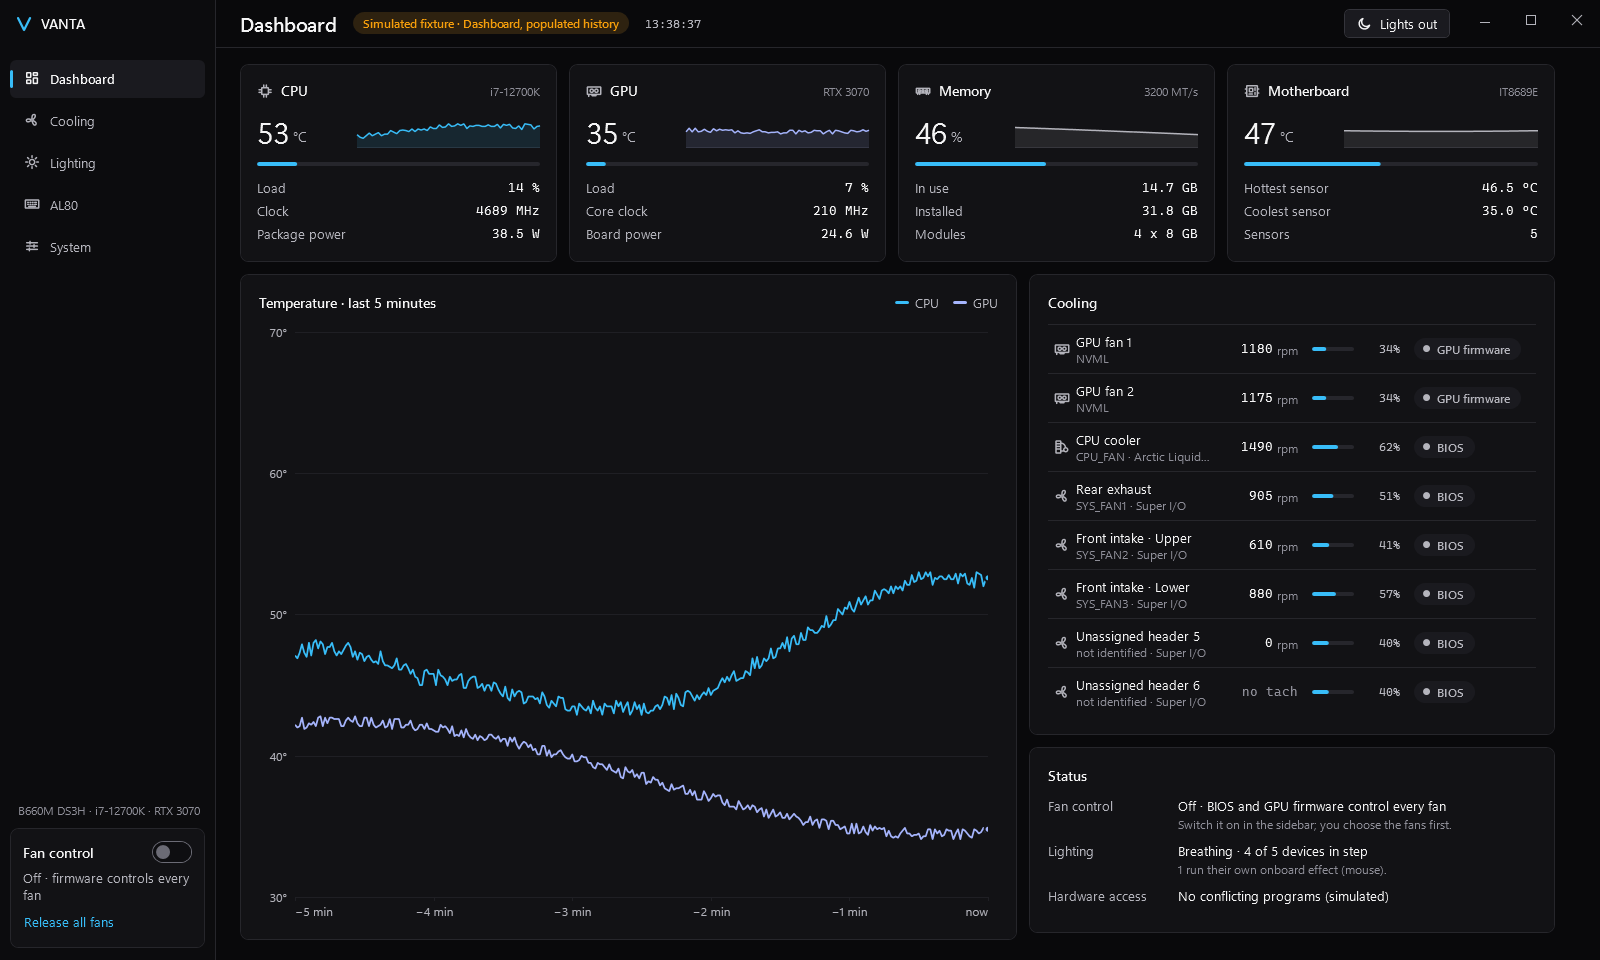 VANTA
Dashboard
Cooling
Lighting
AL80
System
B660M DS3H · i7-12700K · RTX 3070
Fan control
Off · firmware controls every
fan
Release all fans
Dashboard
Simulated fixture · Dashboard, populated history
13:38:37
Lights out
CPU
i7-12700K
53 °C
Load 14 %
Clock 4689 MHz
Package power 38.5 W
GPU
RTX 3070
35 °C
Load 7 %
Core clock 210 MHz
Board power 24.6 W
Memory
3200 MT/s
46 %
In use 14.7 GB
Installed 31.8 GB
Modules 4 x 8 GB
Motherboard
IT8689E
47 °C
Hottest sensor 46.5 °C
Coolest sensor 35.0 °C
Sensors 5
Temperature · last 5 minutes
CPU
GPU
70°
60°
50°
40°
30°
−5 min
−4 min
−3 min
−2 min
−1 min
now
Cooling
GPU fan 1
NVML
1180 rpm
34%
GPU firmware
GPU fan 2
NVML
1175 rpm
34%
GPU firmware
CPU cooler
CPU_FAN · Arctic Liquid...
1490 rpm
62%
BIOS
Rear exhaust
SYS_FAN1 · Super I/O
905 rpm
51%
BIOS
Front intake · Upper
SYS_FAN2 · Super I/O
610 rpm
41%
BIOS
Front intake · Lower
SYS_FAN3 · Super I/O
880 rpm
57%
BIOS
Unassigned header 5
not identified · Super I/O
0 rpm
40%
BIOS
Unassigned header 6
not identified · Super I/O
no tach
40%
BIOS
Status
Fan control
Off · BIOS and GPU firmware control every fan
Switch it on in the sidebar; you choose the fans first.
Lighting
Breathing · 4 of 5 devices in step
1 run their own onboard effect (mouse).
Hardware access
No conflicting programs (simulated)